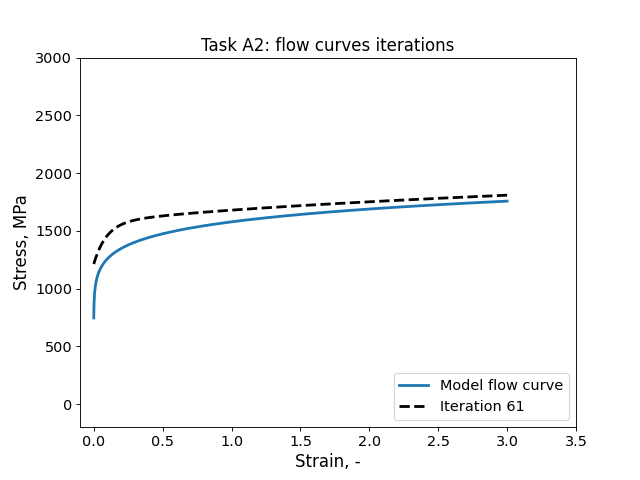 Task A2: flow curves iterations
3000
2500
2000
1500
1000
500
0
Stress, MPa
Model flow curve
Iteration 61
0.0 0.5 1.0 1.5 2.0 2.5 3.0 3.5
Strain, -